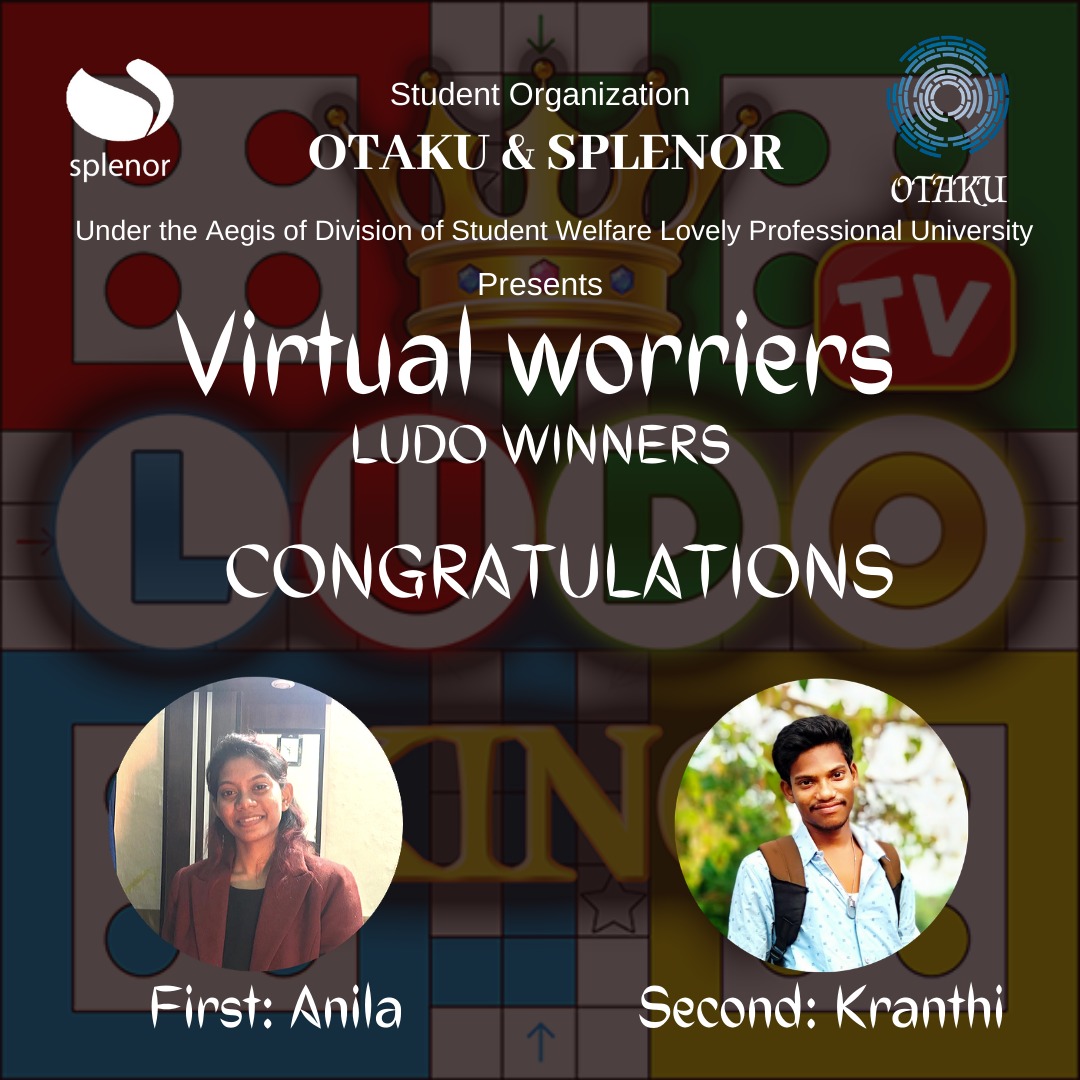 splenor
Student Organization
OTAKU & SPLENOR
OTAKU
Under the Aegis of Division of Student Welfare Lovely Professional University
Presents
TV
Virtual worriers
LUDO WINNERS
LUDO
CONGRATULATIONS
KING
First: Anila
Second: Kranthi